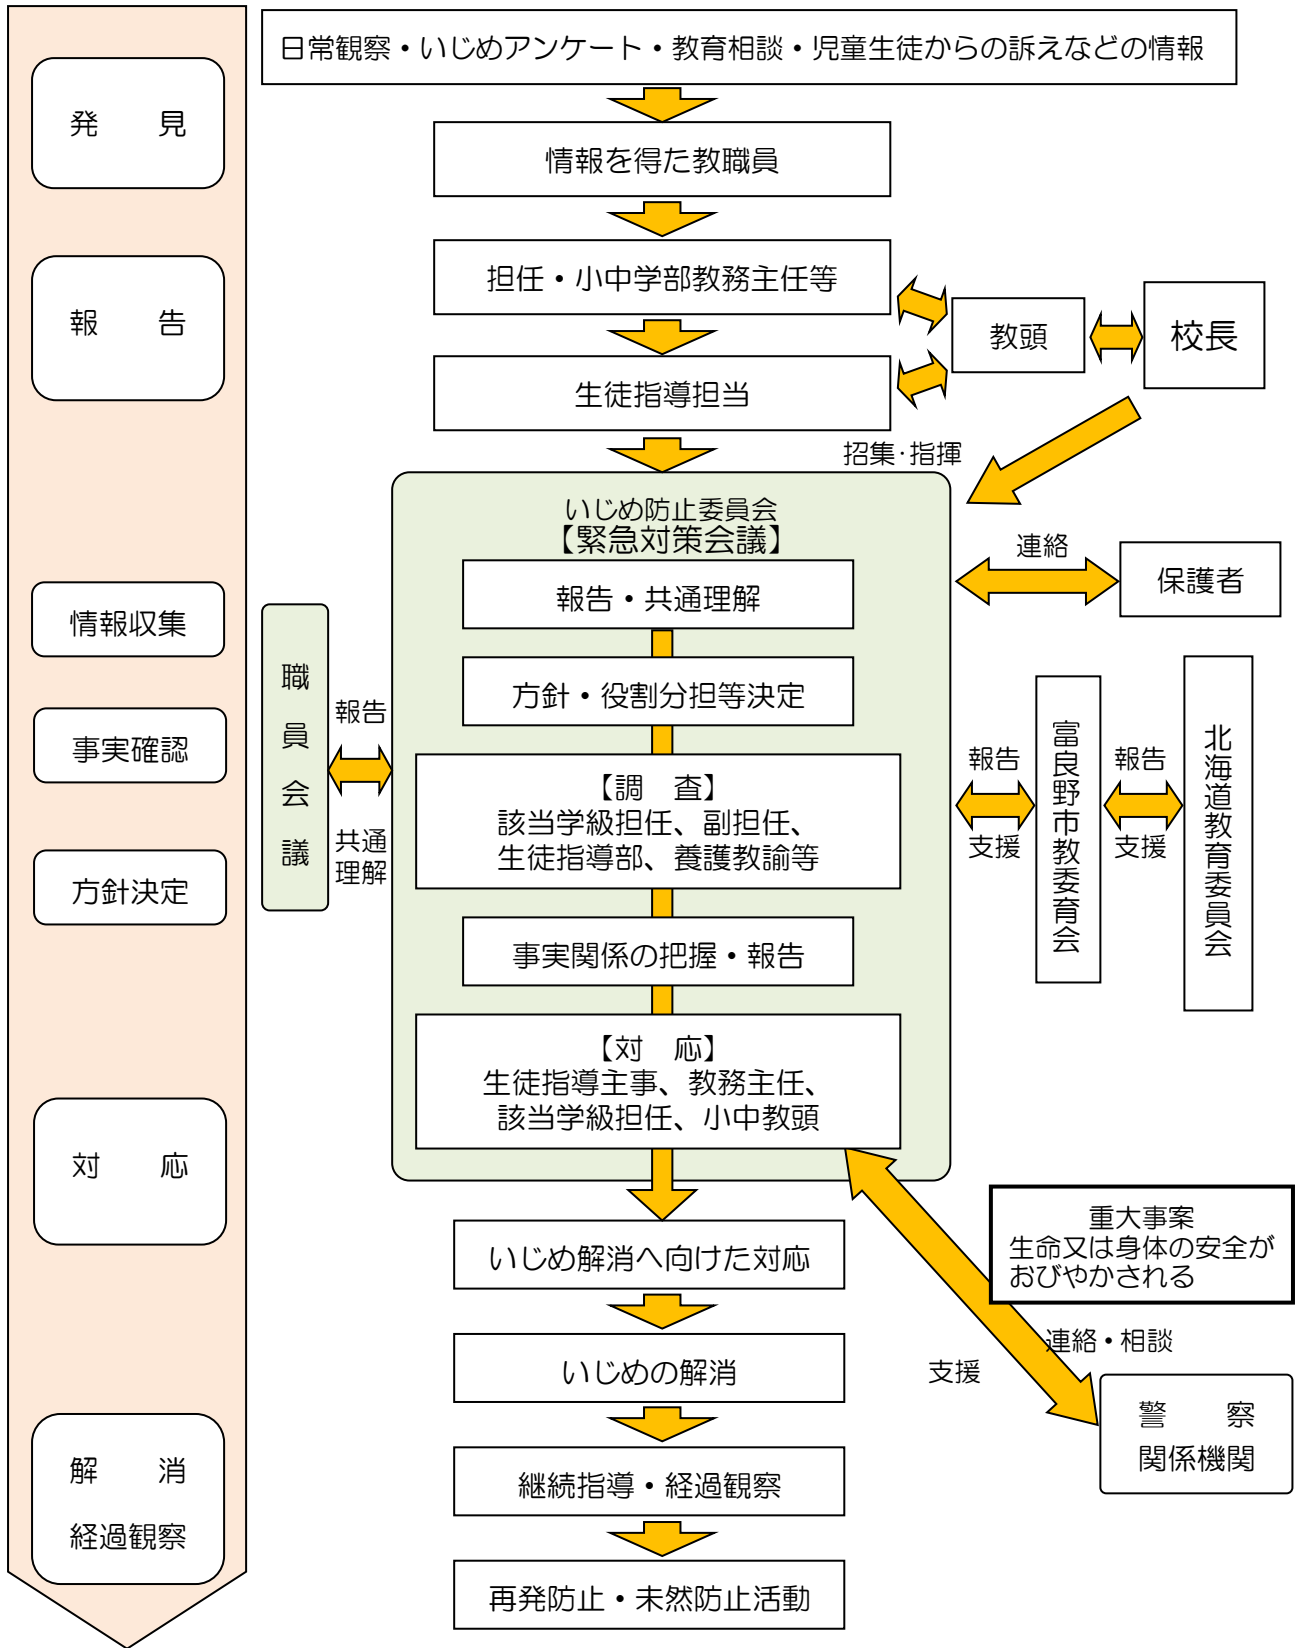 日常観察・いじめアンケート・教育相談・児童生徒からの訴えなどの情報
発　　見
情報を得た教職員
担任・小中学部教務主任等
報　　告
教頭
校長
生徒指導担当
招集・指揮
いじめ防止委員会
【緊急対策会議】
連絡
保護者
報告・共通理解
情報収集
職員会議
報告
共通
理解
方針・役割分担等決定
事実確認
【調　査】
該当学級担任、副担任、
生徒指導部、養護教諭等
報告
支援
富良野市教委育会
報告
支援
北海道教育委員会
方針決定
事実関係の把握・報告
【対　応】
生徒指導主事、教務主任、
該当学級担任、小中教頭
対　　応
重大事案
生命又は身体の安全が
おびやかされる
いじめ解消へ向けた対応
連絡・相談
支援
いじめの解消
警　　察
関係機関
解　　消
経過観察
継続指導・経過観察
再発防止・未然防止活動